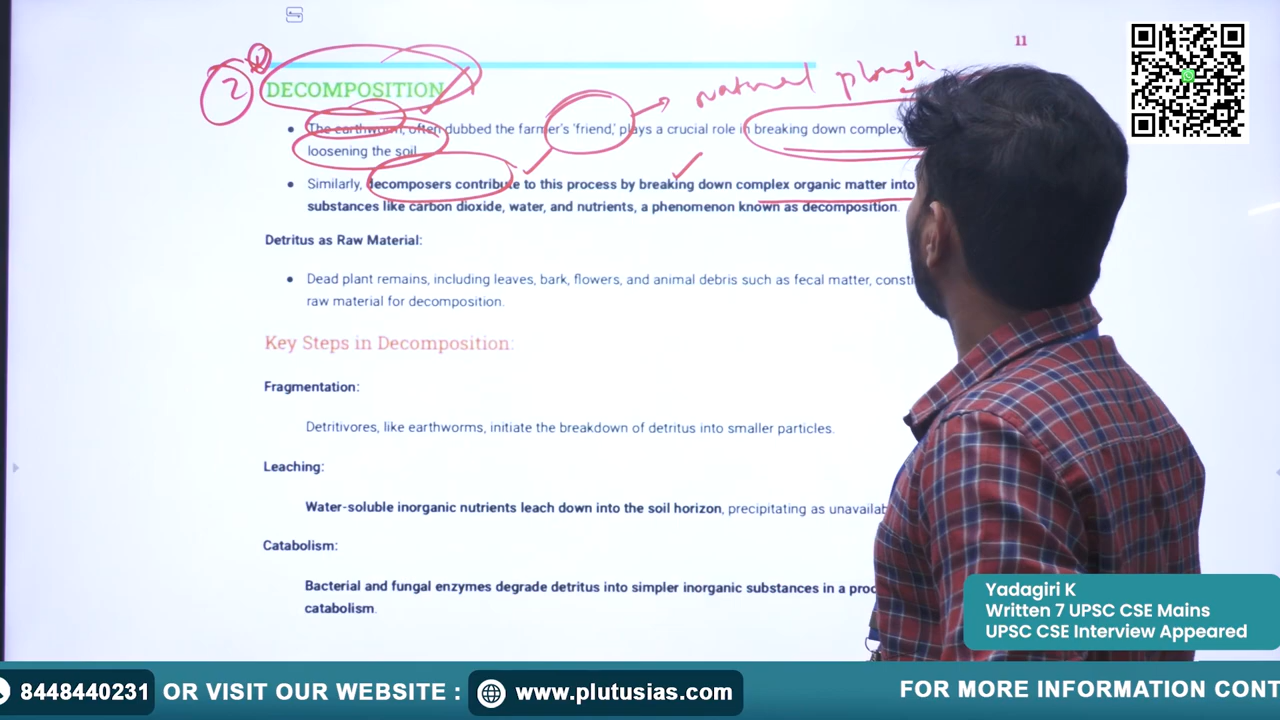 11
2
DECOMPOSITION
natural plough
• The earthworm, often dubbed the farmer's 'friend,' plays a crucial role in breaking down complex
loosening the soil.
• Similarly, decomposers contribute to this process by breaking down complex organic matter into
substances like carbon dioxide, water, and nutrients, a phenomenon known as decomposition.
Detritus as Raw Material:
• Dead plant remains, including leaves, bark, flowers, and animal debris such as fecal matter,
raw material for decomposition.
Key Steps in Decomposition:
Fragmentation:
Detritivores, like earthworms, initiate the breakdown of detritus into smaller particles.
Leaching:
Water-soluble inorganic nutrients leach down into the soil horizon, precipitating as
Catabolism:
Bacterial and fungal enzymes degrade detritus into simpler inorganic substances in a
catabolism.
Yadagiri K
Written 7 UPSC CSE Mains
UPSC CSE Interview Appeared
8448440231 OR VISIT OUR WEBSITE : www.plutusias.com FOR MORE INFORMATION CONT